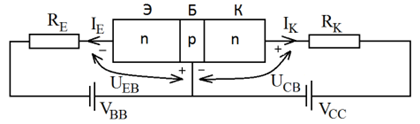 Э Б К
R_E I_E n p n I_K R_K
− + − +
U_EB U_CB
V_BB V_CC